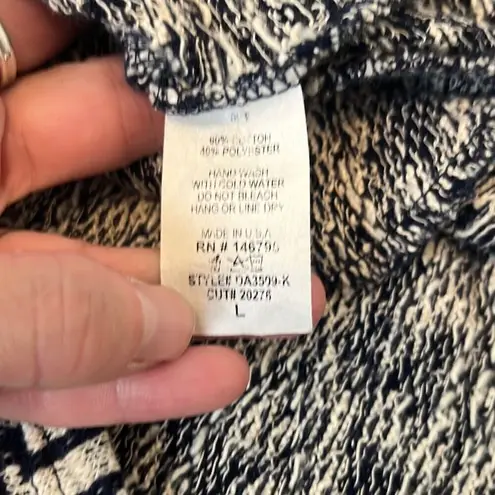 60% COTTON
40% POLYESTER
HAND WASH
WITH COLD WATER
DO NOT BLEACH
HANG OR LINE DRY
MADE IN U.S.A
RN # 146795
STYLE# DA3599-K
CUT# 20276
L